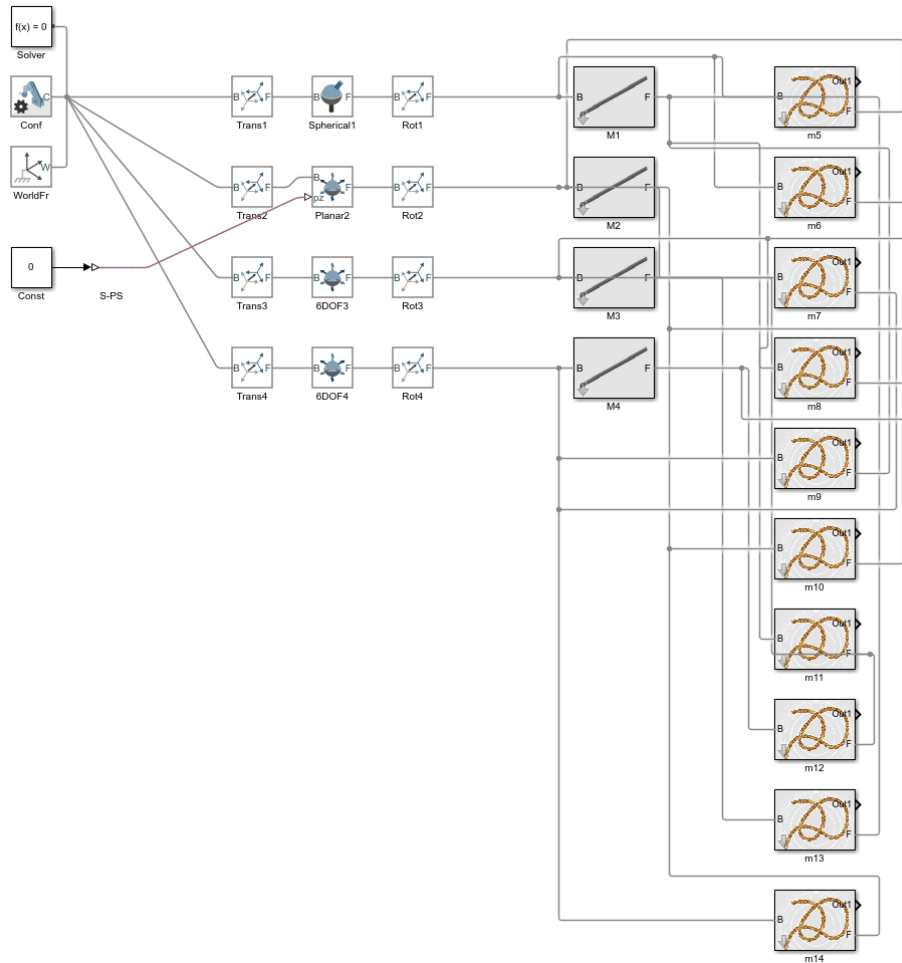 f(x) = 0
Solver
C
Conf
W
WorldFr
0
Const
S-PS
B F
Trans1
B F
Spherical1
B F
Rot1
B F
M1
Out1
B
F
m5
B F
Trans2
B
F
pz
Planar2
B F
Rot2
B F
M2
Out1
B
F
m6
B F
Trans3
B F
6DOF3
B F
Rot3
B F
M3
Out1
B
F
m7
B F
Trans4
B F
6DOF4
B F
Rot4
B F
M4
Out1
B
F
m8
Out1
B
F
m9
Out1
B
F
m10
Out1
B
F
m11
Out1
B
F
m12
Out1
B
F
m13
Out1
B
F
m14